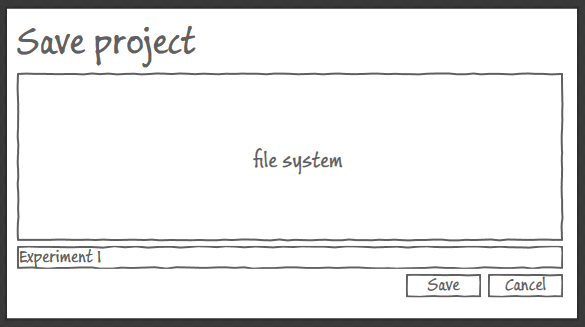 Save project
file system
Experiment 1
Save Cancel